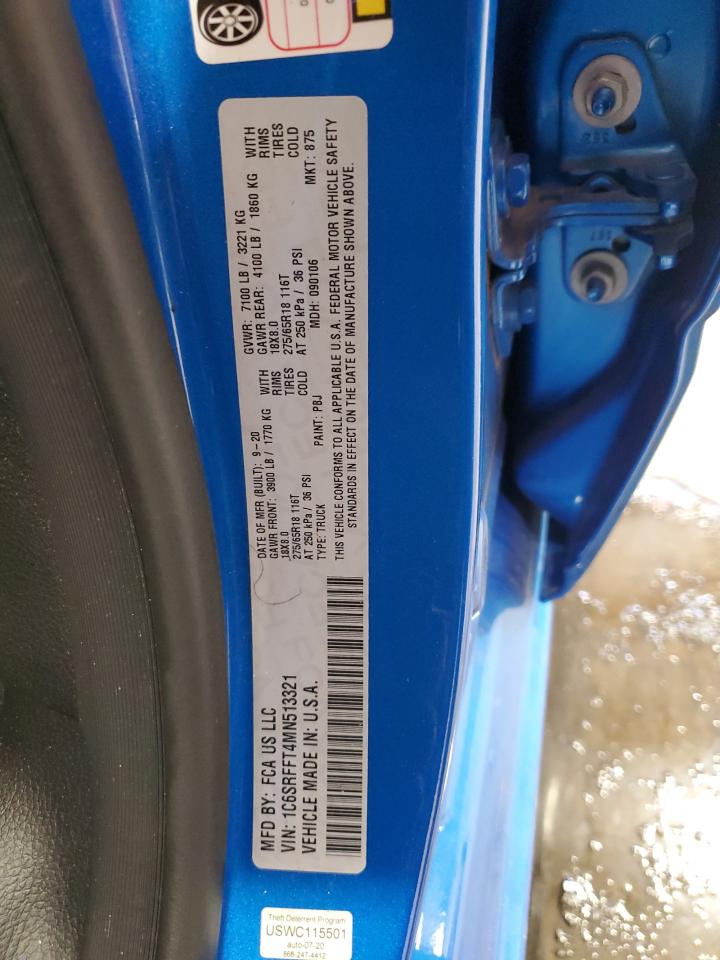 MFD BY: FCA US LLC
VIN: 1C6SRFFT4MN513321
VEHICLE MADE IN: U.S.A.
DATE OF MFR (BUILT): 9-20
GAWR FRONT: 3900 LB / 1770 KG WITH
18X8.0 RIMS
275/65R18 116T TIRES
AT 250 kPa / 36 PSI COLD
TYPE: TRUCK PAINT: PBJ
GVWR: 7100 LB / 3221 KG
GAWR REAR: 4100 LB / 1860 KG WITH
18X8.0 RIMS
275/65R18 116T TIRES
AT 250 kPa / 36 PSI COLD
MDH: 090106 MKT: 875
THIS VEHICLE CONFORMS TO ALL APPLICABLE U.S.A. FEDERAL MOTOR VEHICLE SAFETY
STANDARDS IN EFFECT ON THE DATE OF MANUFACTURE SHOWN ABOVE.
Theft Deterrent Program
USWC115501
auto-07-20
866-247-4412